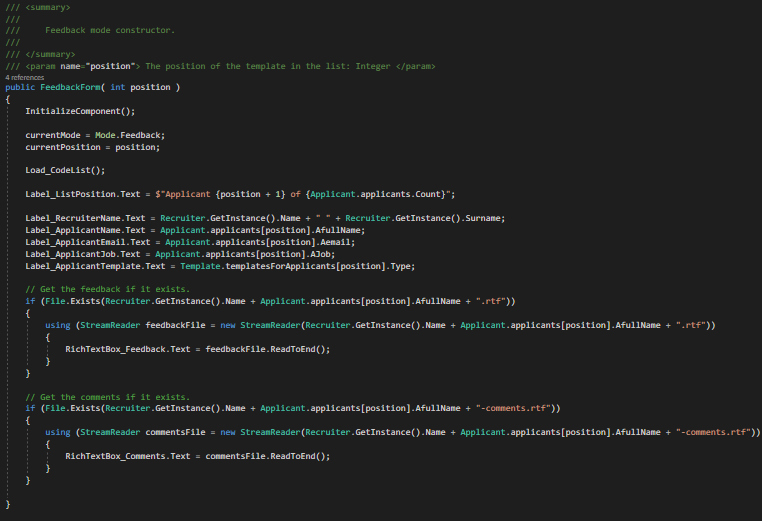 /// <summary>
///
///     Feedback mode constructor.
///
/// </summary>
/// <param name="position"> The position of the template in the list: Integer </param>
4 references
public FeedbackForm( int position )
{
    InitializeComponent();

    currentMode = Mode.Feedback;
    currentPosition = position;

    Load_CodeList();

    Label_ListPosition.Text = $"Applicant {position + 1} of {Applicant.applicants.Count}";

    Label_RecruiterName.Text = Recruiter.GetInstance().Name + " " + Recruiter.GetInstance().Surname;
    Label_ApplicantName.Text = Applicant.applicants[position].AfullName;
    Label_ApplicantEmail.Text = Applicant.applicants[position].Aemail;
    Label_ApplicantJob.Text = Applicant.applicants[position].AJob;
    Label_ApplicantTemplate.Text = Template.templatesForApplicants[position].Type;

    // Get the feedback if it exists.
    if (File.Exists(Recruiter.GetInstance().Name + Applicant.applicants[position].AfullName + ".rtf"))
    {
        using (StreamReader feedbackFile = new StreamReader(Recruiter.GetInstance().Name + Applicant.applicants[position].AfullName + ".rtf"))
        {
            RichTextBox_Feedback.Text = feedbackFile.ReadToEnd();
        }
    }

    // Get the comments if it exists.
    if (File.Exists(Recruiter.GetInstance().Name + Applicant.applicants[position].AfullName + "-comments.rtf"))
    {
        using (StreamReader commentsFile = new StreamReader(Recruiter.GetInstance().Name + Applicant.applicants[position].AfullName + "-comments.rtf"))
        {
            RichTextBox_Comments.Text = commentsFile.ReadToEnd();
        }
    }

}